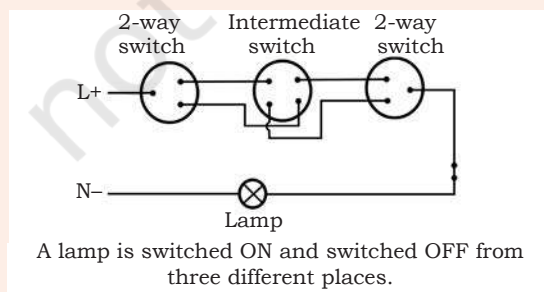 2-way switch
Intermediate switch
2-way switch
L+
N–
Lamp
A lamp is switched ON and switched OFF from
three different places.
not